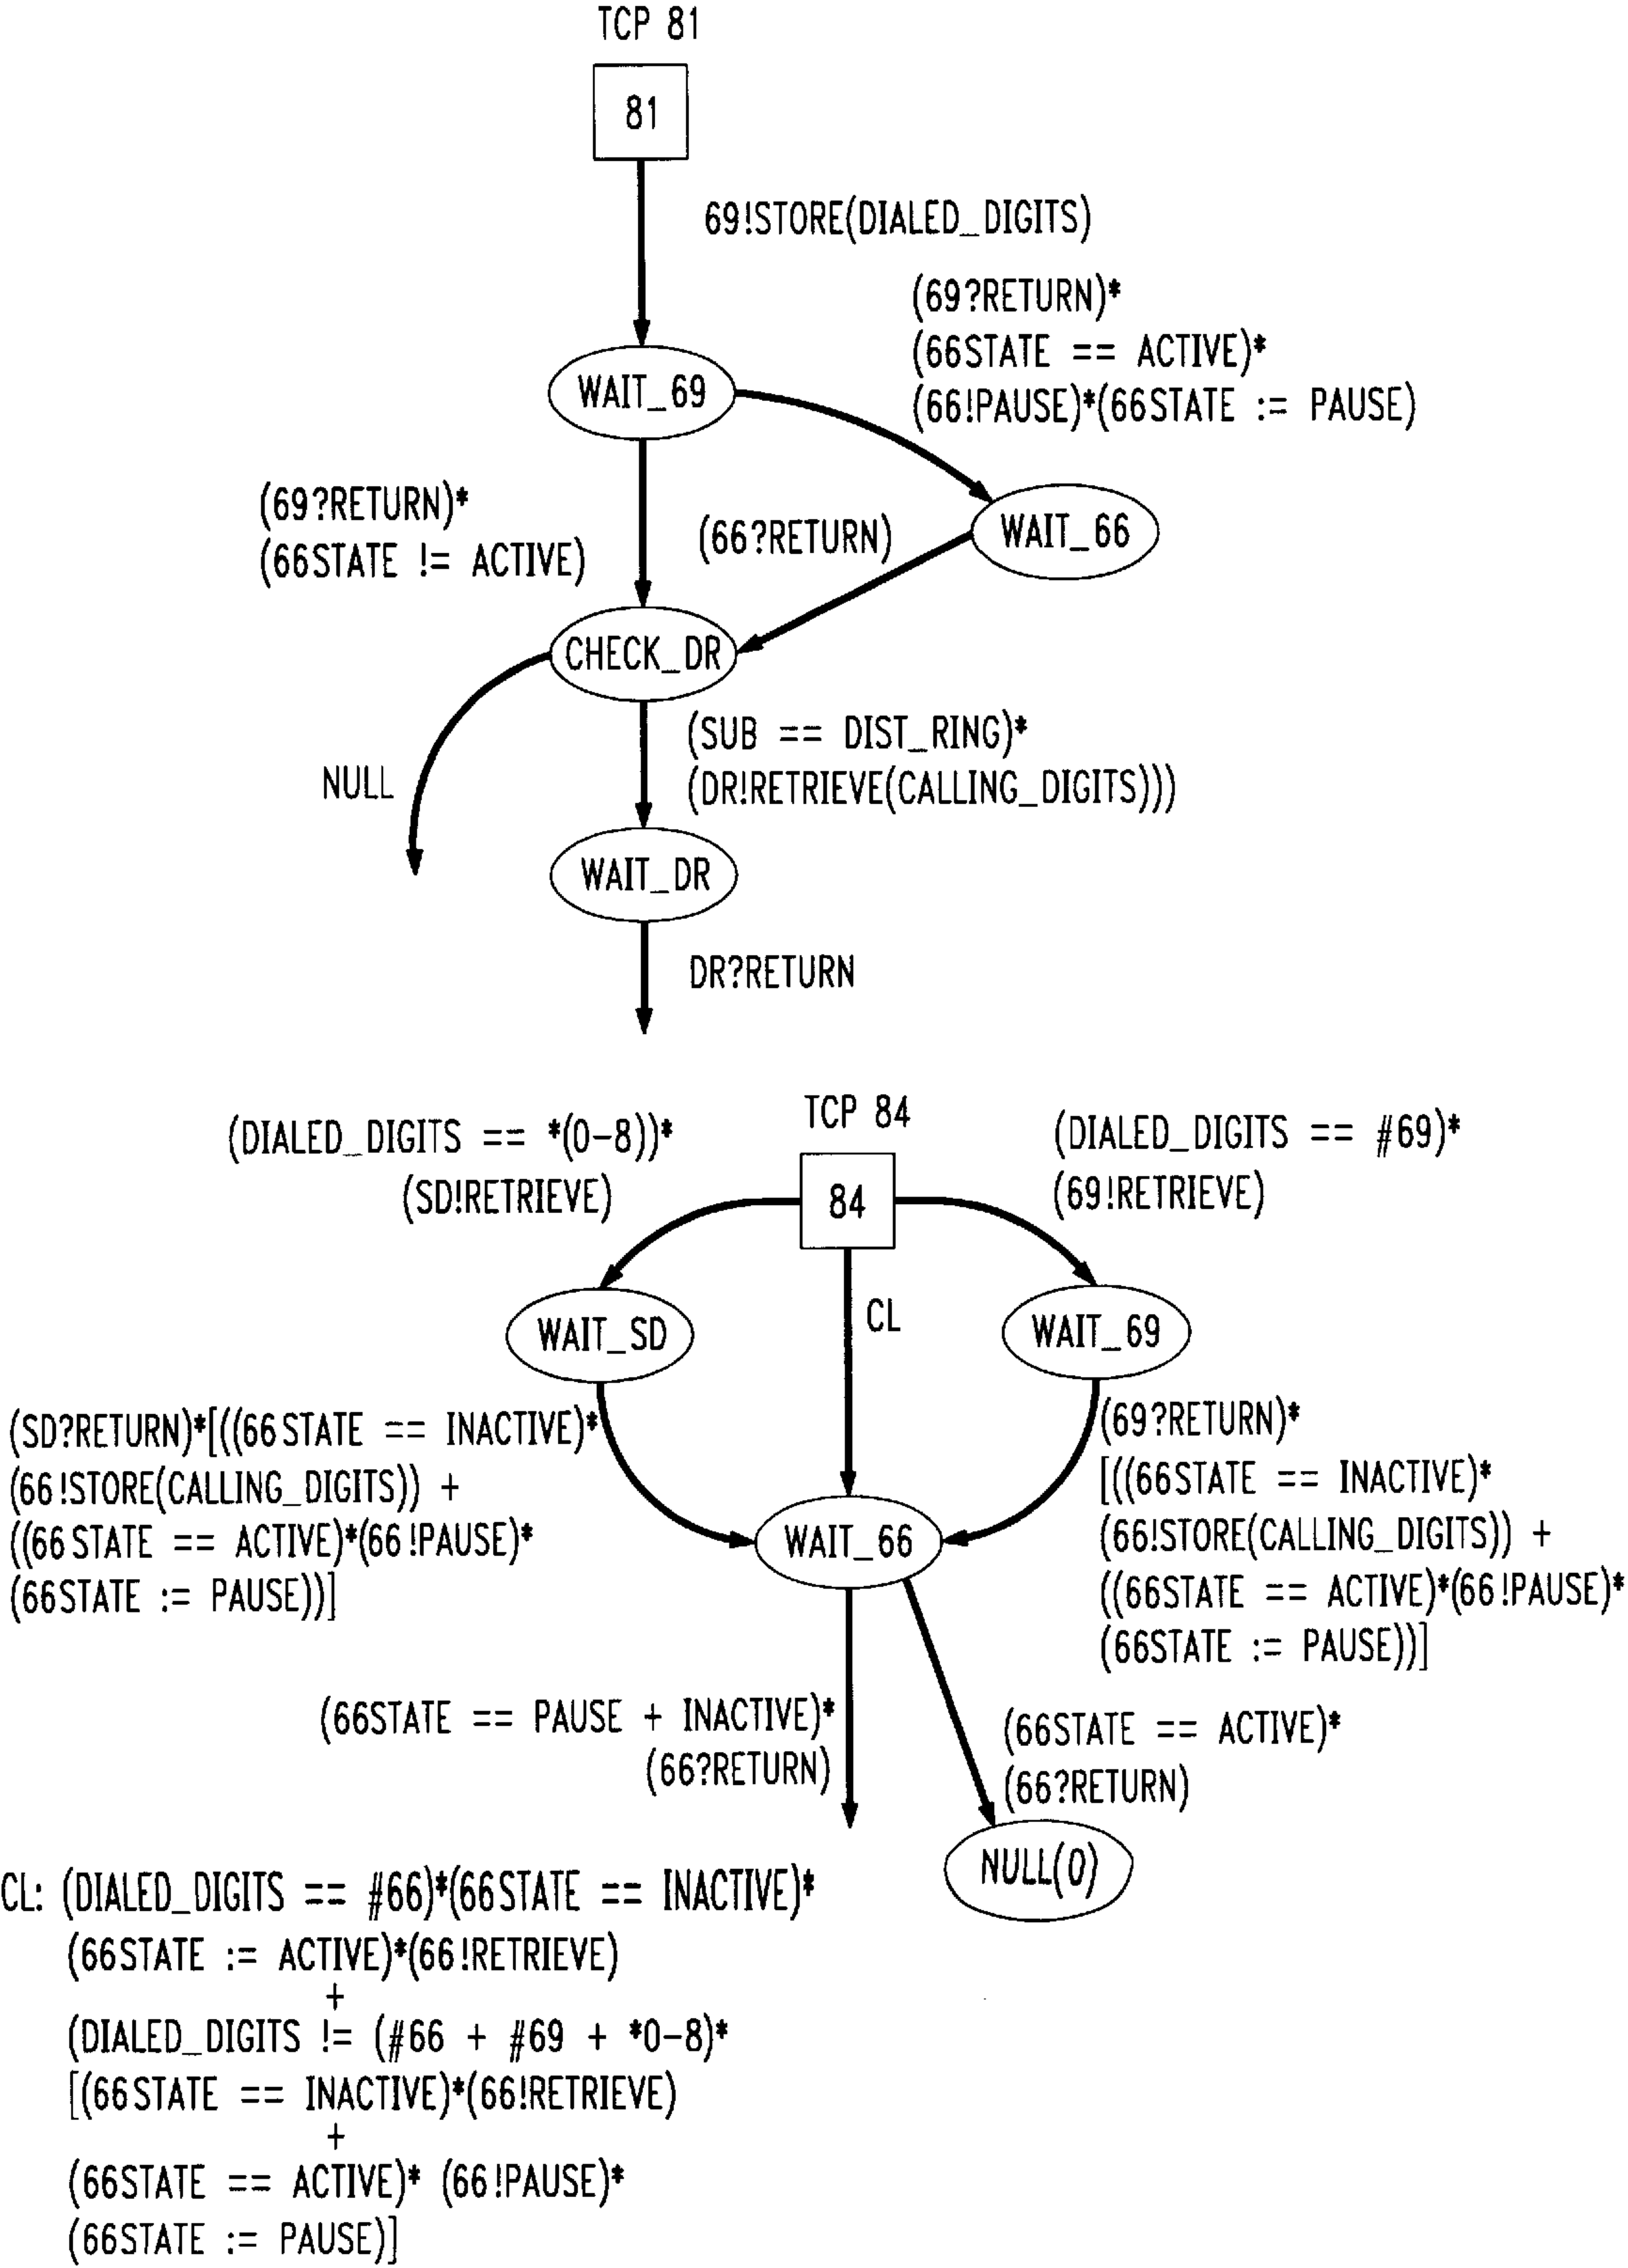 TCP 81
81
69!STORE(DIALED_DIGITS)
(69?RETURN)*
(66STATE == ACTIVE)*
(66!PAUSE)*(66STATE := PAUSE)
WAIT_69
(69?RETURN)*
(66STATE != ACTIVE)
(66?RETURN)
WAIT_66
CHECK_DR
NULL
(SUB == DIST_RING)*
(DR!RETRIEVE(CALLING_DIGITS)))
WAIT_DR
DR?RETURN
TCP 84
84
(DIALED_DIGITS == *(0-8))*
(SD!RETRIEVE)
(DIALED_DIGITS == #69)*
(69!RETRIEVE)
WAIT_SD
CL
WAIT_69
(SD?RETURN)*[((66STATE == INACTIVE)*
(66!STORE(CALLING_DIGITS)) +
((66STATE == ACTIVE)*(66!PAUSE)*
(66STATE := PAUSE))]
(69?RETURN)*
[((66STATE == INACTIVE)*
(66!STORE(CALLING_DIGITS)) +
((66STATE == ACTIVE)*(66!PAUSE)*
(66STATE := PAUSE))]
WAIT_66
(66STATE == PAUSE + INACTIVE)*
(66?RETURN)
(66STATE == ACTIVE)*
(66?RETURN)
NULL(0)
CL: (DIALED_DIGITS == #66)*(66STATE == INACTIVE)*
(66STATE := ACTIVE)*(66!RETRIEVE)
+
(DIALED_DIGITS != (#66 + #69 + *0-8)*
[(66STATE == INACTIVE)*(66!RETRIEVE)
+
(66STATE == ACTIVE)* (66!PAUSE)*
(66STATE := PAUSE)]